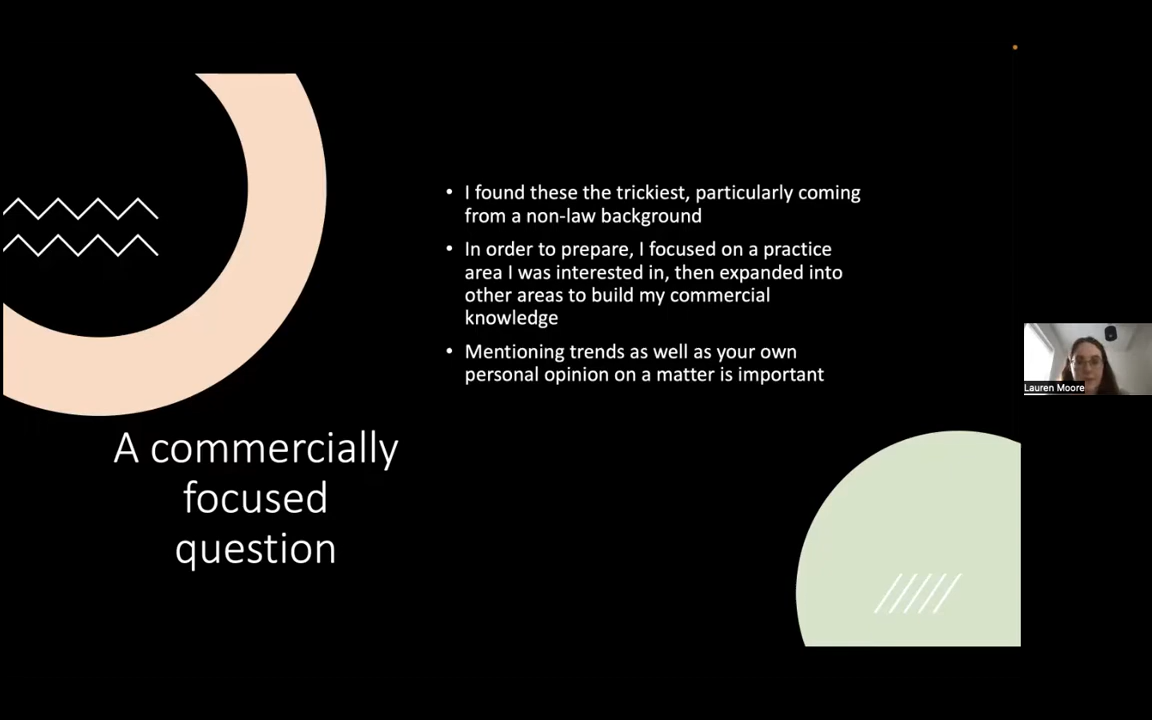 • I found these the trickiest, particularly coming
from a non-law background
• In order to prepare, I focused on a practice
area I was interested in, then expanded into
other areas to build my commercial
knowledge
• Mentioning trends as well as your own
personal opinion on a matter is important
A commercially
focused
question
Lauren Moore